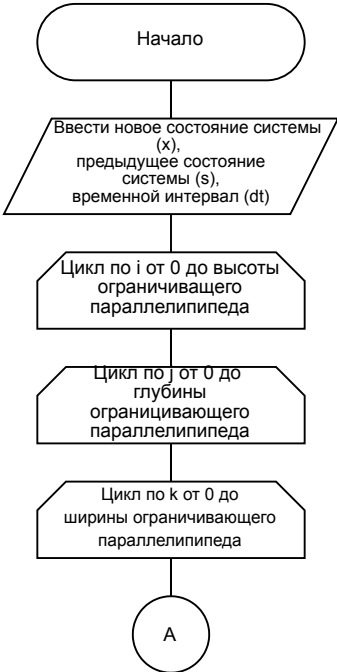 Начало
Ввести новое состояние системы
(x),
предыдущее состояние
системы (s),
временной интервал (dt)
Цикл по i от 0 до высоты
ограничиващего
параллелипипеда
Цикл по j от 0 до
глубины
ограницивающего
параллелипипеда
Цикл по k от 0 до
ширины ограничивающего
параллелипипеда
A